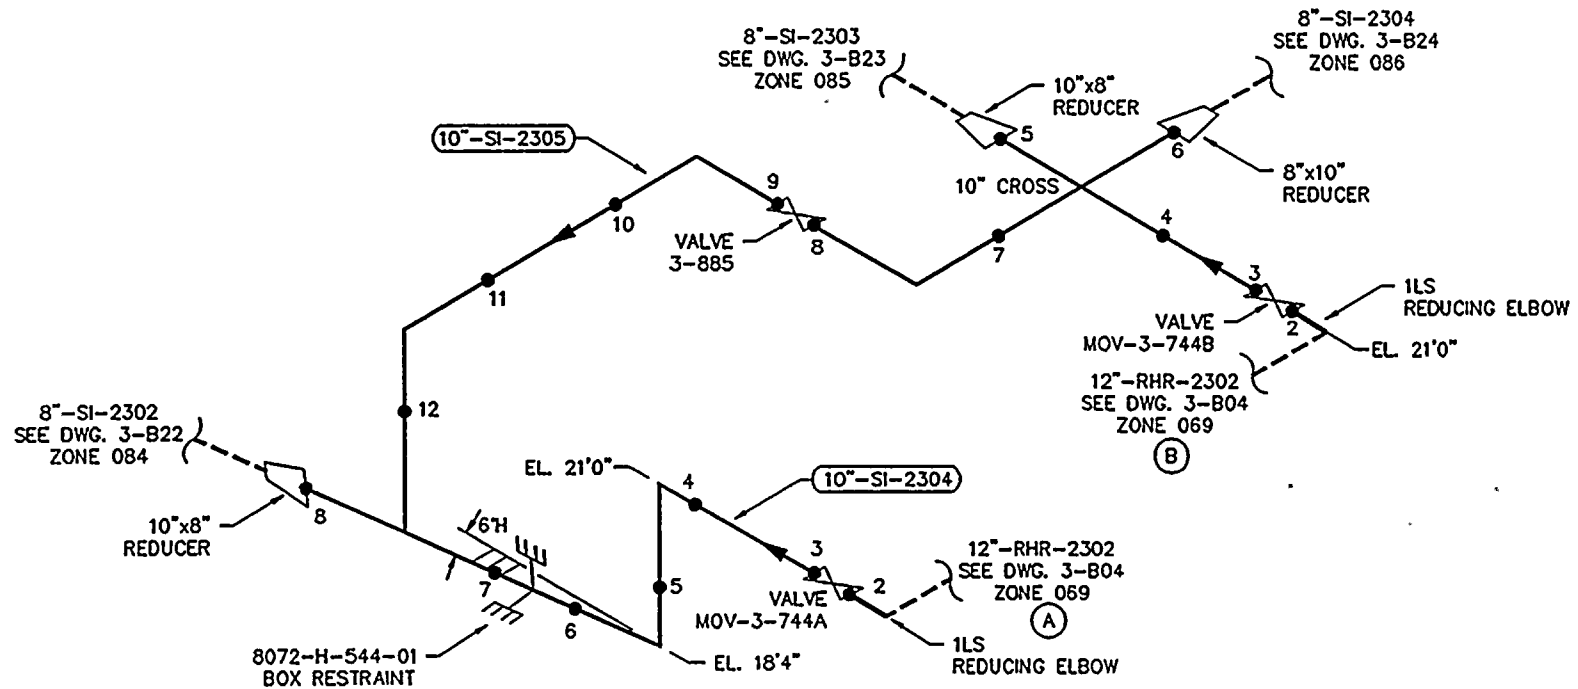 8"-SI-2303
SEE DWG. 3-B23
ZONE 085
8"-SI-2304
SEE DWG. 3-B24
ZONE 086
10"x8"
REDUCER
5
6
10"-SI-2305
10" CROSS
8"x10"
REDUCER
9
10
4
VALVE
3-885
8
7
11
3
1LS
REDUCING ELBOW
VALVE
MOV-3-744B
2
EL. 21'0"
12"-RHR-2302
SEE DWG. 3-B04
ZONE 069
B
12
8"-SI-2302
SEE DWG. 3-B22
ZONE 084
EL. 21'0"
4
10"-SI-2304
8
10"x8"
REDUCER
6"H
3
12"-RHR-2302
SEE DWG. 3-B04
ZONE 069
A
7
5
2
VALVE
MOV-3-744A
6
1LS
REDUCING ELBOW
8072-H-544-01
BOX RESTRAINT
EL. 18'4"